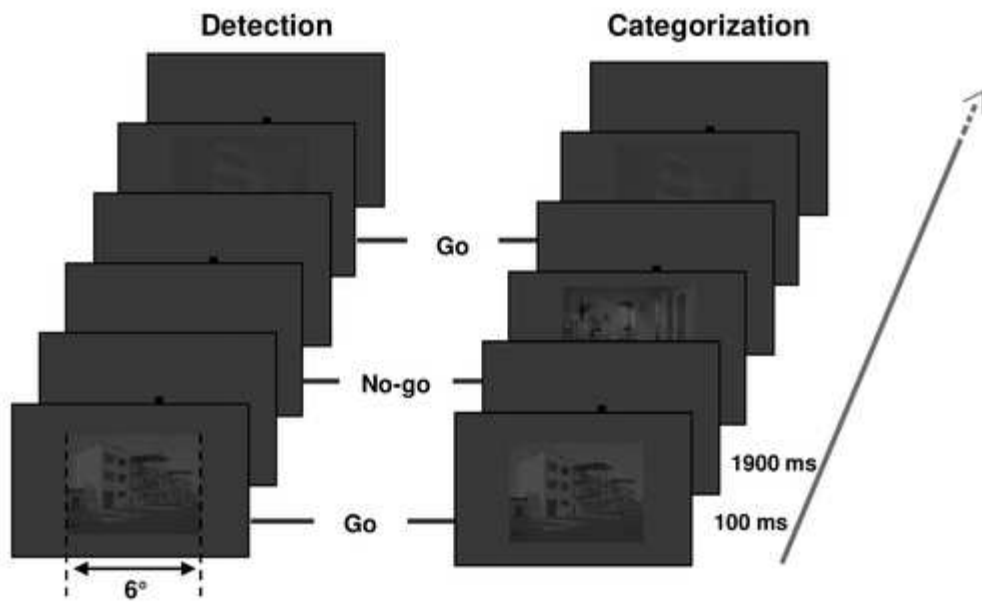 Detection
Categorization
Go
No-go
1900 ms
100 ms
Go
6°